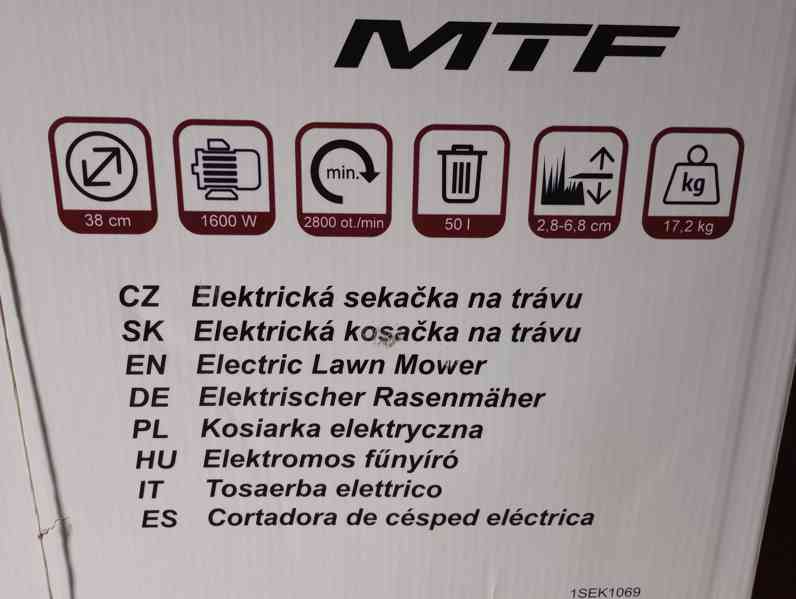 MTF
min.
kg
38 cm
1600 W
2800 ot./min
50 l
2,8-6,8 cm
17,2 kg
CZ Elektrická sekačka na trávu
SK Elektrická kosačka na trávu
EN Electric Lawn Mower
DE Elektrischer Rasenmäher
PL Kosiarka elektryczna
HU Elektromos fűnyíró
IT Tosaerba elettrico
ES Cortadora de césped eléctrica
1SEK1069